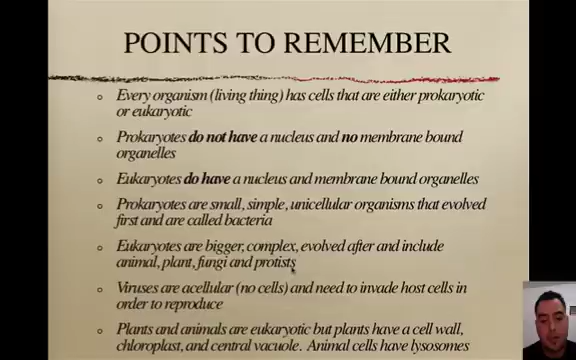 POINTS TO REMEMBER
Every organism (living thing) has cells that are either prokaryotic
or eukaryotic
Prokaryotes do not have a nucleus and no membrane bound
organelles
Eukaryotes do have a nucleus and membrane bound organelles
Prokaryotes are small, simple, unicellular organisms that evolved
first and are called bacteria
Eukaryotes are bigger, complex, evolved after and include
animal, plant, fungi and protists
Viruses are acellular (no cells) and need to invade host cells in
order to reproduce
Plants and animals are eukaryotic but plants have a cell wall,
chloroplast, and central vacuole. Animal cells have lysosomes